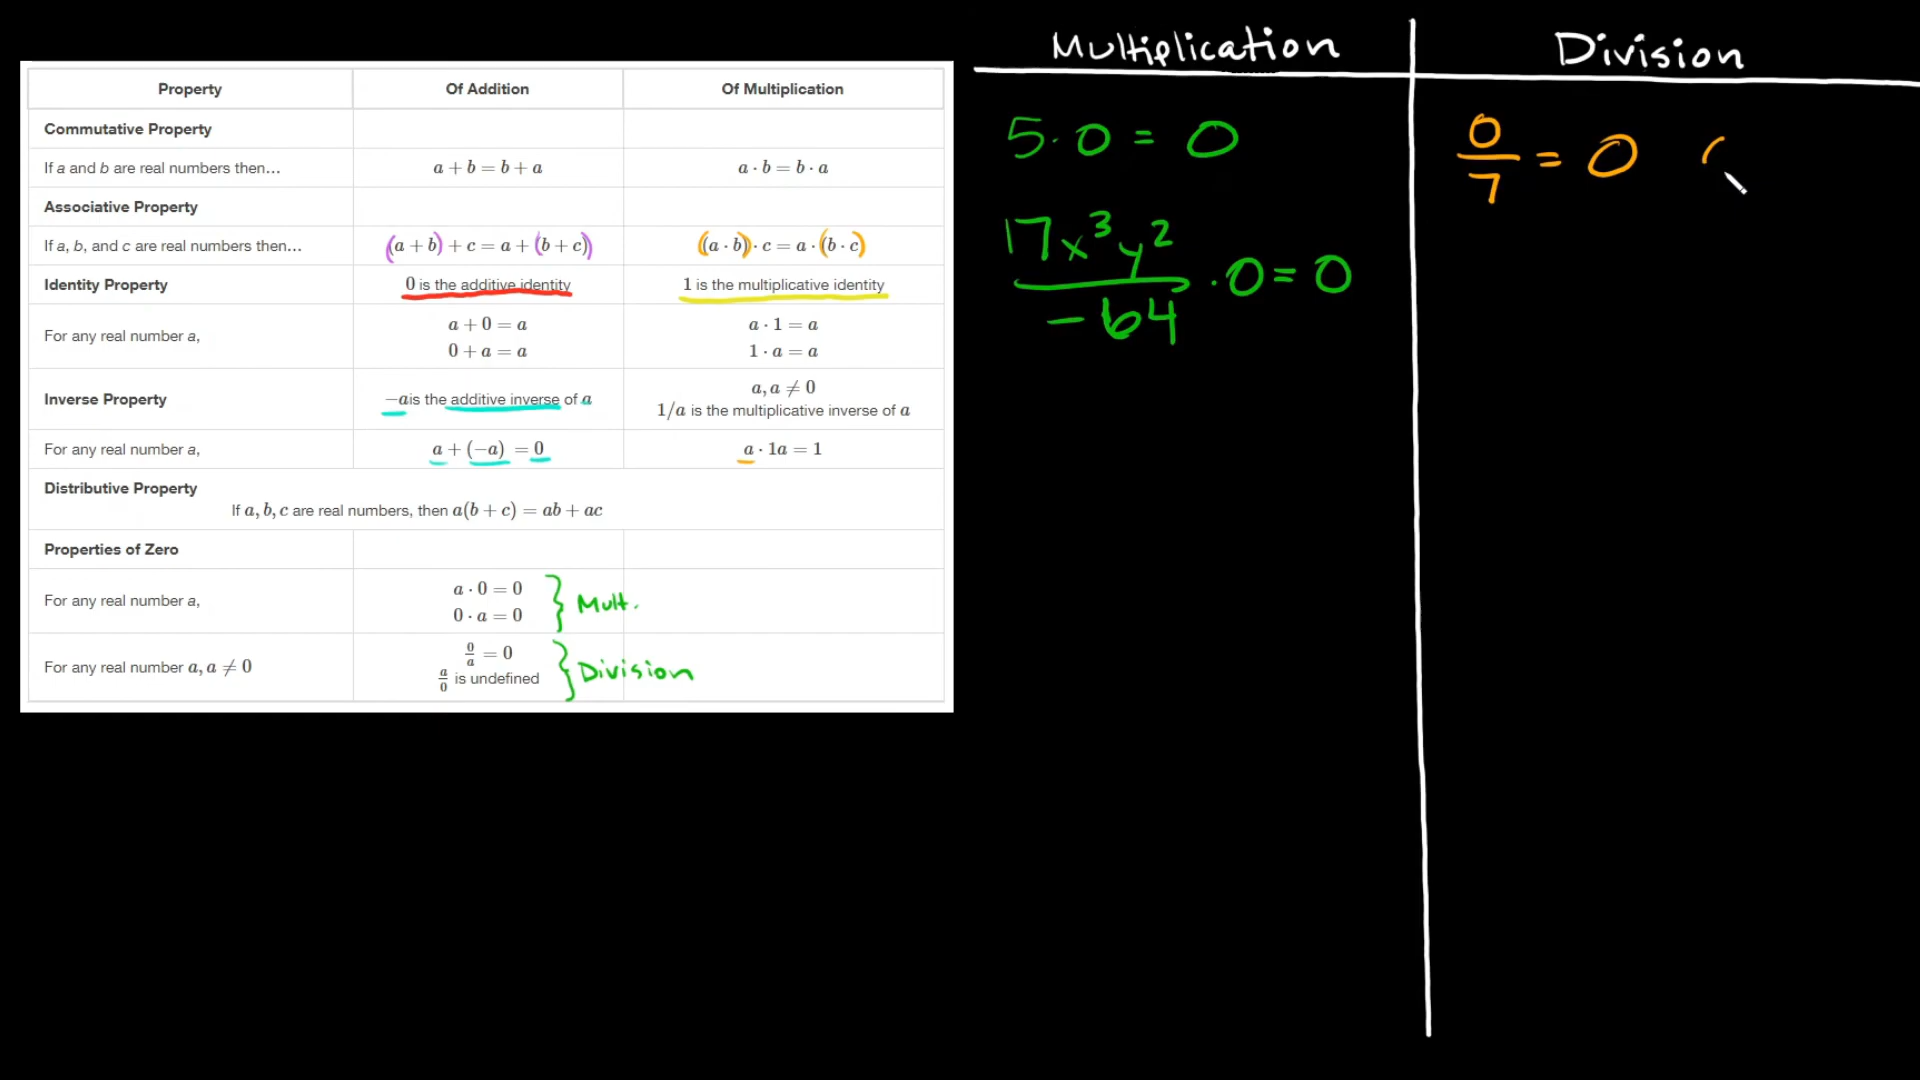 Property Of Addition Of Multiplication
Commutative Property
If a and b are real numbers then... a + b = b + a a · b = b · a
Associative Property
If a, b, and c are real numbers then... (a + b) + c = a + (b + c) (a · b) · c = a · (b · c)
Identity Property 0 is the additive identity 1 is the multiplicative identity
For any real number a,
a + 0 = a a · 1 = a
0 + a = a 1 · a = a
Inverse Property −a is the additive inverse of a
a, a ≠ 0
1/a is the multiplicative inverse of a
For any real number a, a + (−a) = 0 a · 1a = 1
Distributive Property
If a, b, c are real numbers, then a(b + c) = ab + ac
Properties of Zero
For any real number a,
a · 0 = 0
0 · a = 0
Mult.
For any real number a, a ≠ 0
0/a = 0
a/0 is undefined
Division
Multiplication Division
5 · 0 = 0
17x³y²/−64 · 0 = 0
0/7 = 0 (